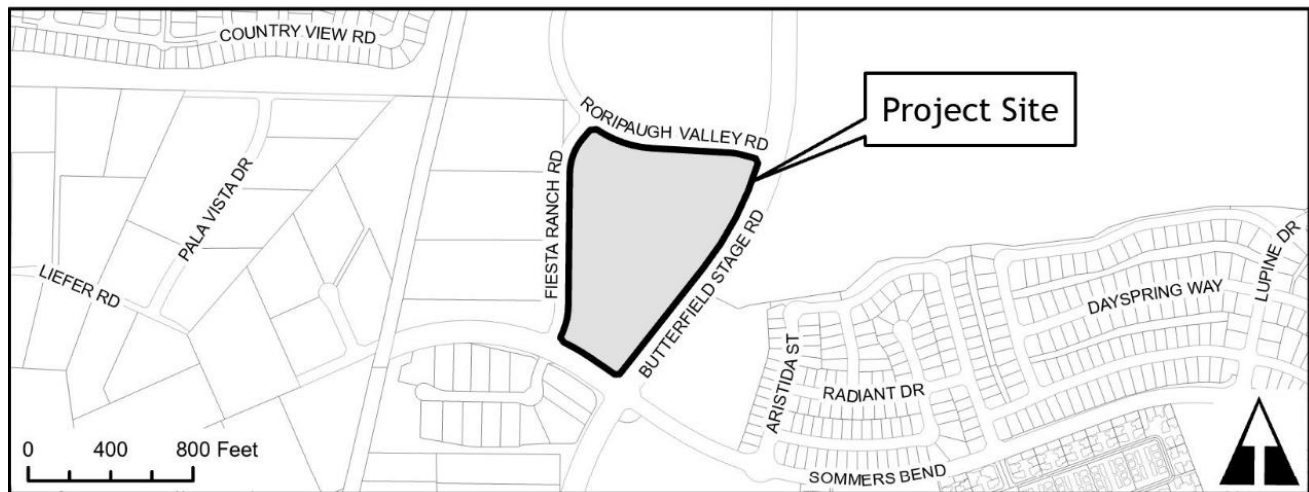 COUNTRY VIEW RD
RORIPAUGH VALLEY RD
Project Site
PALA VISTA DR
FIESTA RANCH RD
LIEFER RD
BUTTERFIELD STAGE RD
LUPINE DR
DAYSPRING WAY
ARISTIDA ST
RADIANT DR
SOMMERS BEND
0 400 800 Feet